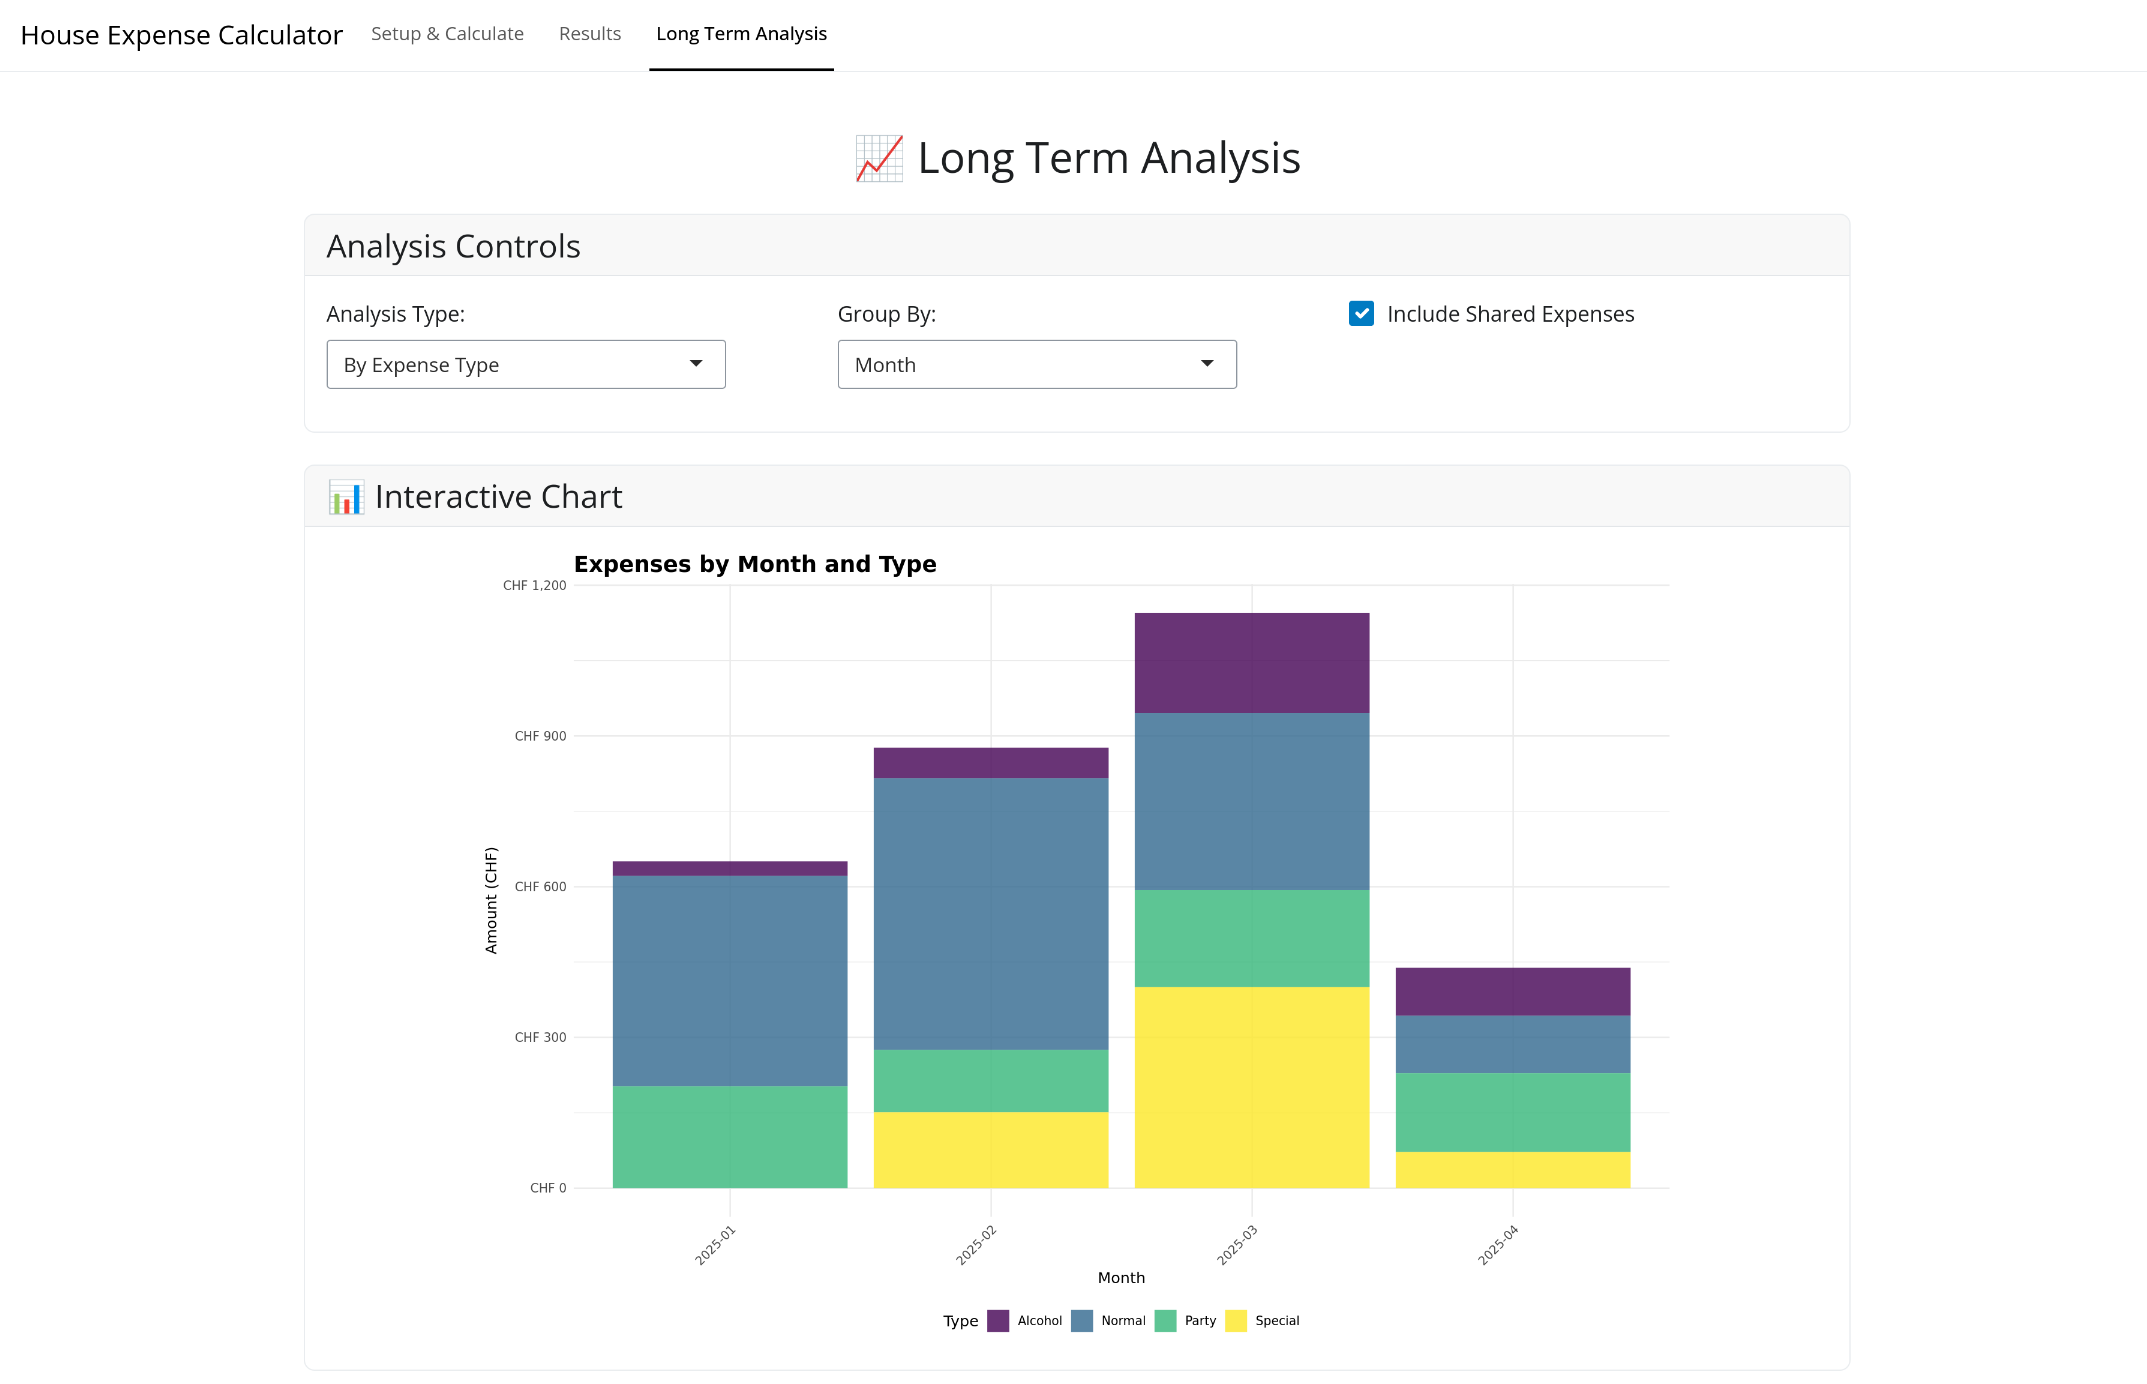 House Expense Calculator Setup & Calculate Results Long Term Analysis
Long Term Analysis
Analysis Controls
Analysis Type: Group By: Include Shared Expenses
By Expense Type Month
Interactive Chart
Expenses by Month and Type
CHF 1,200
CHF 900
CHF 600
CHF 300
CHF 0
Amount (CHF)
2025-01 2025-02 2025-03 2025-04
Month
Type Alcohol Normal Party Special